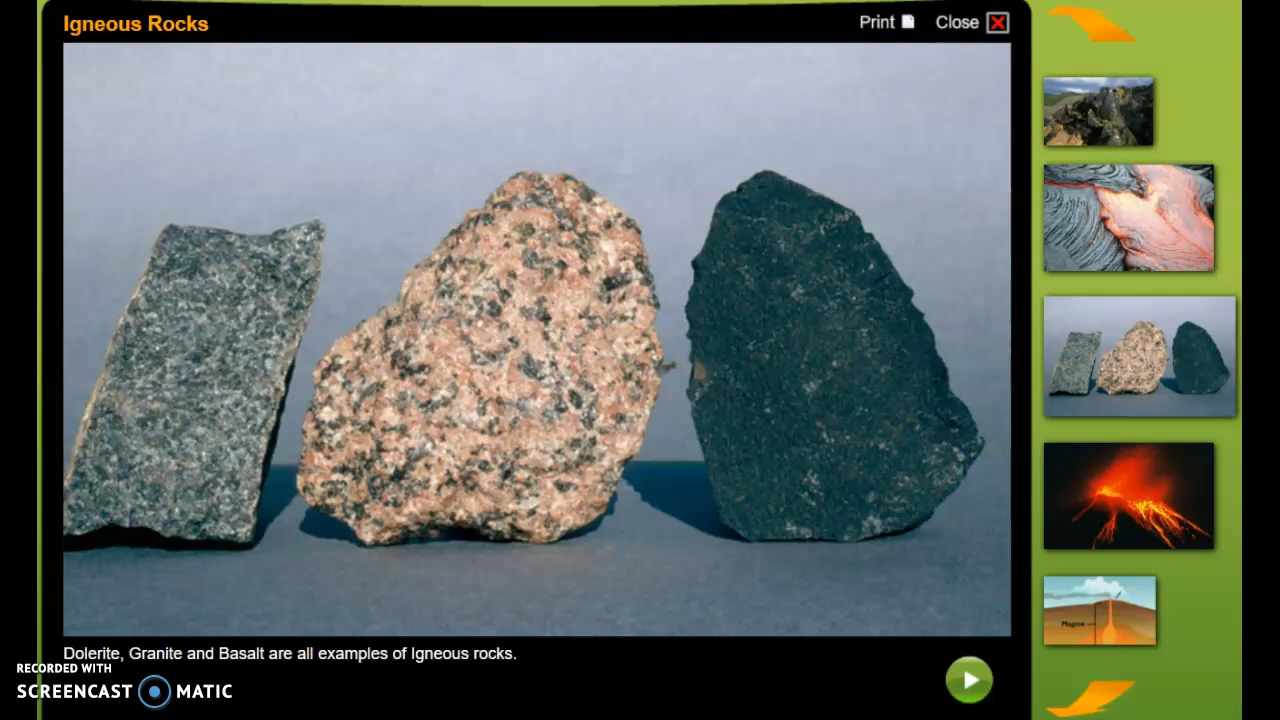 Igneous Rocks
Print
Close
Magma
Dolerite, Granite and Basalt are all examples of Igneous rocks.
RECORDED WITH
SCREENCAST MATIC